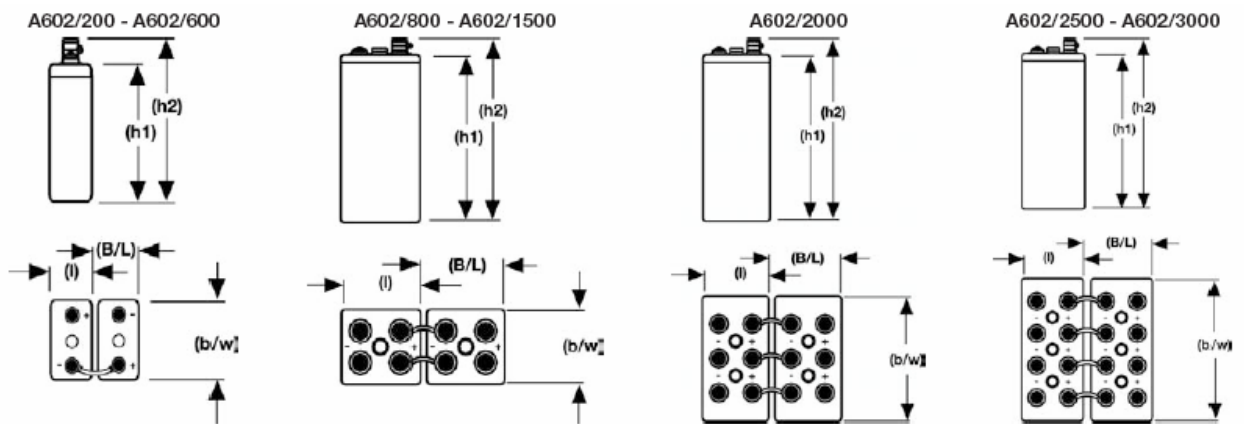 A602/200 - A602/600
(h1)
(h2)
(B/L)
(l)
(b/w)
- +
- +
A602/800 - A602/1500
(h1)
(h2)
(l)
(B/L)
(b/w)
- + - +
A602/2000
(h1)
(h2)
(l)
(B/L)
(b/w)
- + - +
- + - +
A602/2500 - A602/3000
(h1)
(h2)
(l)
(B/L)
(b/w)
- + - +
- + - +
- + - +